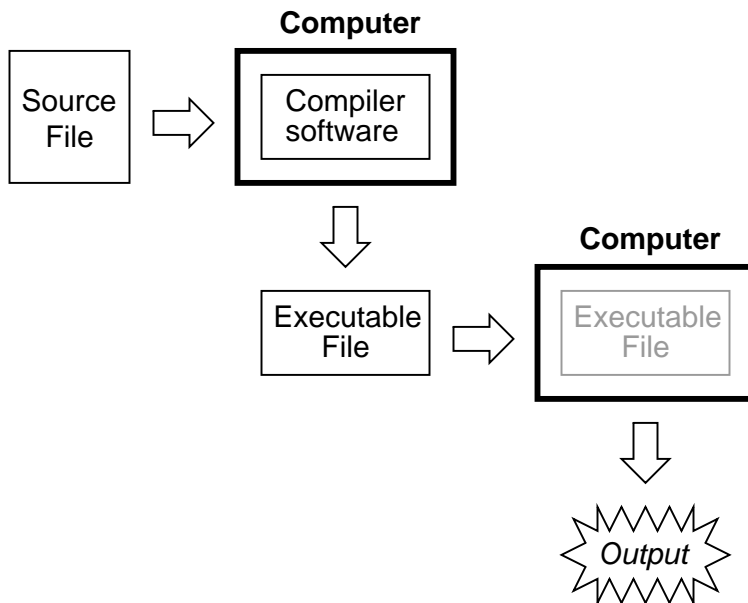 Computer
Source
File
Compiler
software
Computer
Executable
File
Executable
File
Output